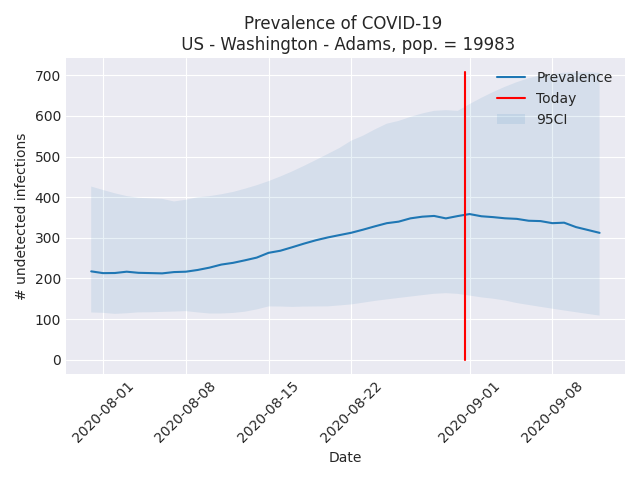 Prevalence of COVID-19
US - Washington - Adams, pop. = 19983
# undetected infections
700
600
500
400
300
200
100
0
Prevalence
Today
95CI
2020-08-01
2020-08-08
2020-08-15
2020-08-22
2020-09-01
2020-09-08
Date